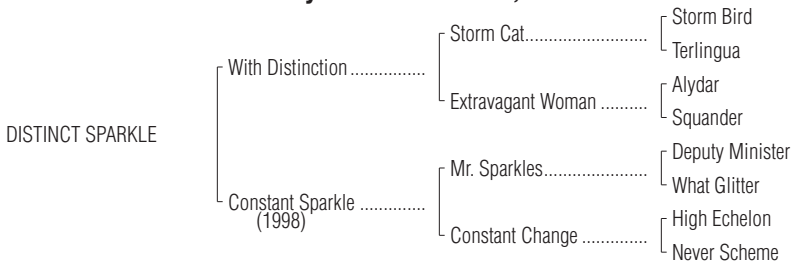 Storm Bird
Storm Cat............................
Terlingua
With Distinction ................
Alydar
Extravagant Woman ..........
Squander
DISTINCT SPARKLE
Deputy Minister
Mr. Sparkles........................
What Glitter
Constant Sparkle ..............
(1998)
High Echelon
Constant Change ..............
Never Scheme